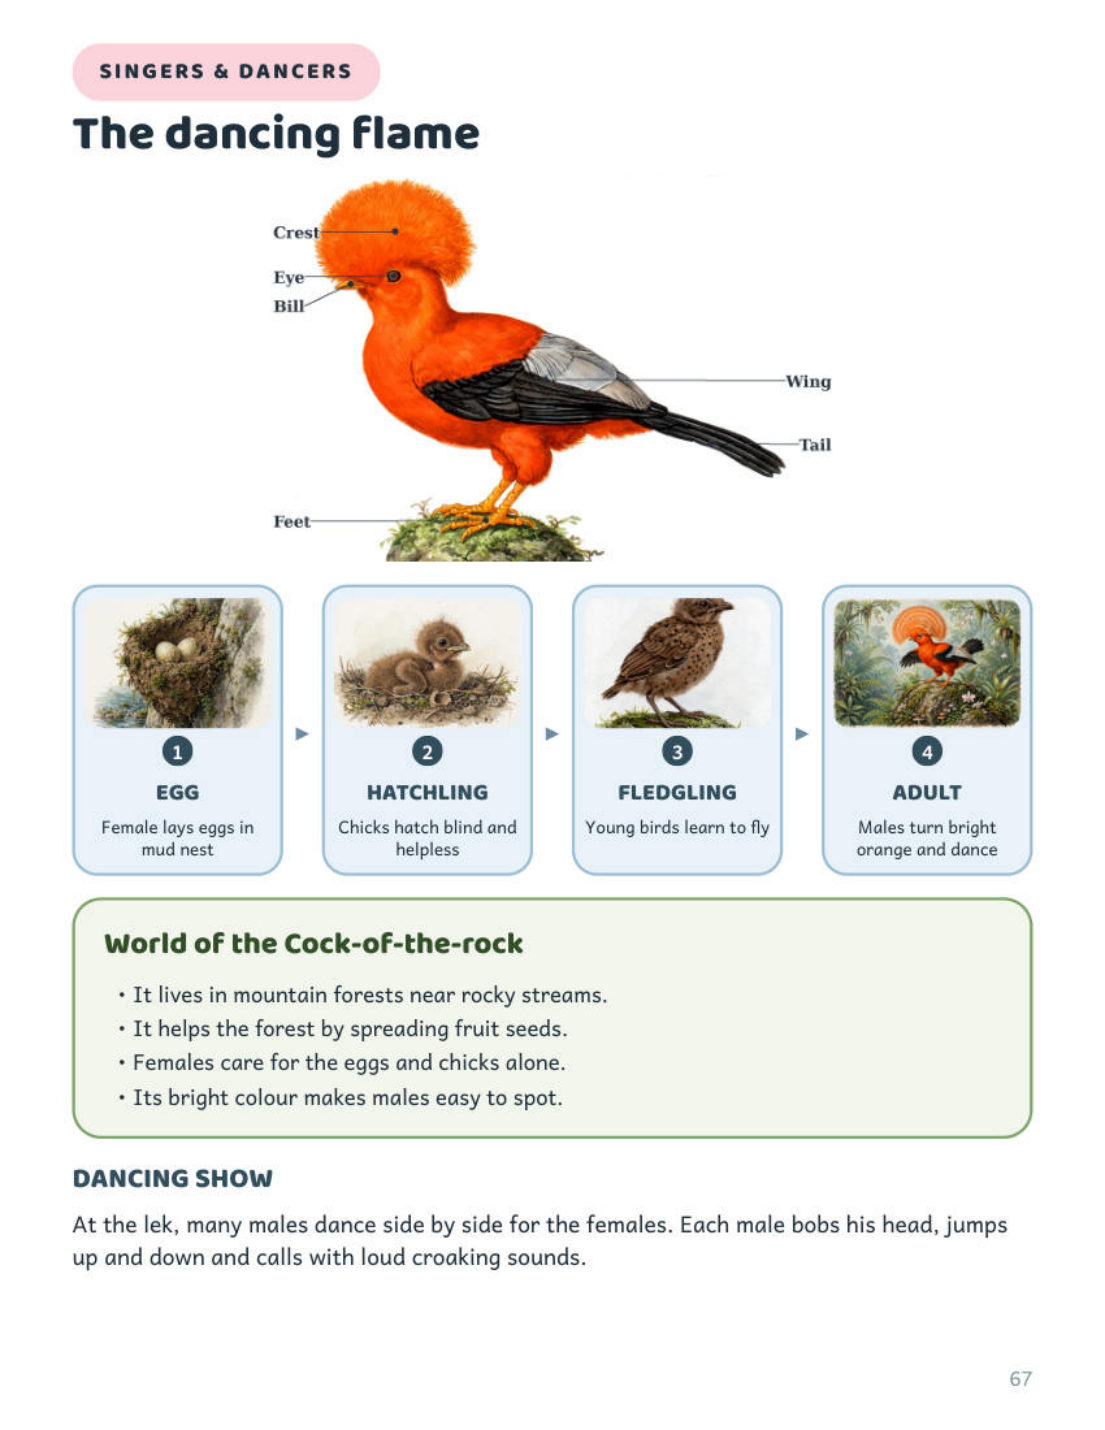 SINGERS & DANCERS
The dancing flame
Crest
Eye
Bill
Wing
Tail
Feet
1
EGG
Female lays eggs in
mud nest
2
HATCHLING
Chicks hatch blind and
helpless
3
FLEDGLING
Young birds learn to fly
4
ADULT
Males turn bright
orange and dance
World of the Cock-of-the-rock
• It lives in mountain forests near rocky streams.
• It helps the forest by spreading fruit seeds.
• Females care for the eggs and chicks alone.
• Its bright colour makes males easy to spot.
DANCING SHOW
At the lek, many males dance side by side for the females. Each male bobs his head, jumps
up and down and calls with loud croaking sounds.
67